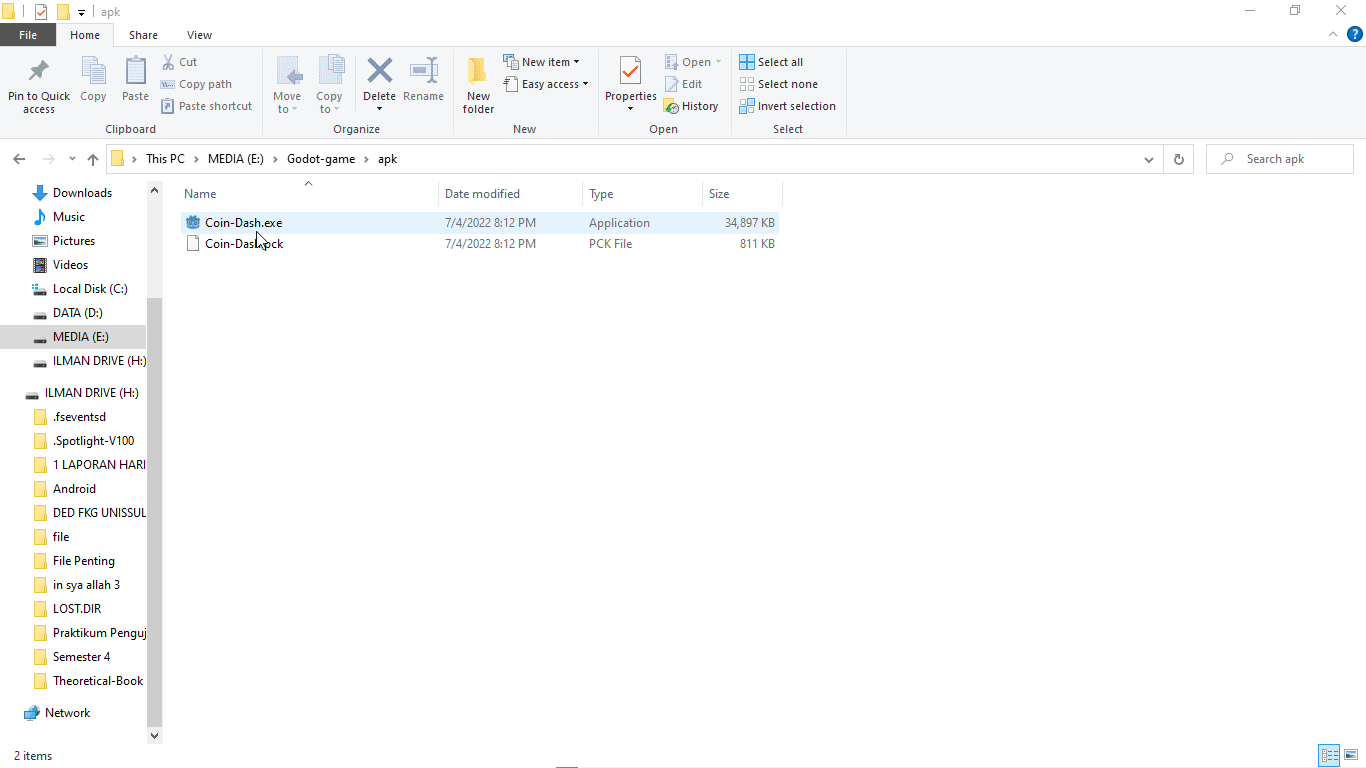 apk
File Home Share View
Pin to Quick access
Copy
Paste
Cut
Copy path
Paste shortcut
Clipboard
Move to
Copy to
Delete
Rename
Organize
New folder
New item
Easy access
New
Properties
Open
Edit
History
Open
Select all
Select none
Invert selection
Select
This PC > MEDIA (E:) > Godot-game > apk
Search apk
Name Date modified Type Size
Coin-Dash.exe 7/4/2022 8:12 PM Application 34,897 KB
Coin-Dash.pck 7/4/2022 8:12 PM PCK File 811 KB
Downloads
Music
Pictures
Videos
Local Disk (C:)
DATA (D:)
MEDIA (E:)
ILMAN DRIVE (H:)
ILMAN DRIVE (H:)
.fseventsd
.Spotlight-V100
1 LAPORAN HARI
Android
DED FKG UNISSUL
file
File Penting
in sya allah 3
LOST.DIR
Praktikum Penguj
Semester 4
Theoretical-Book
Network
2 items